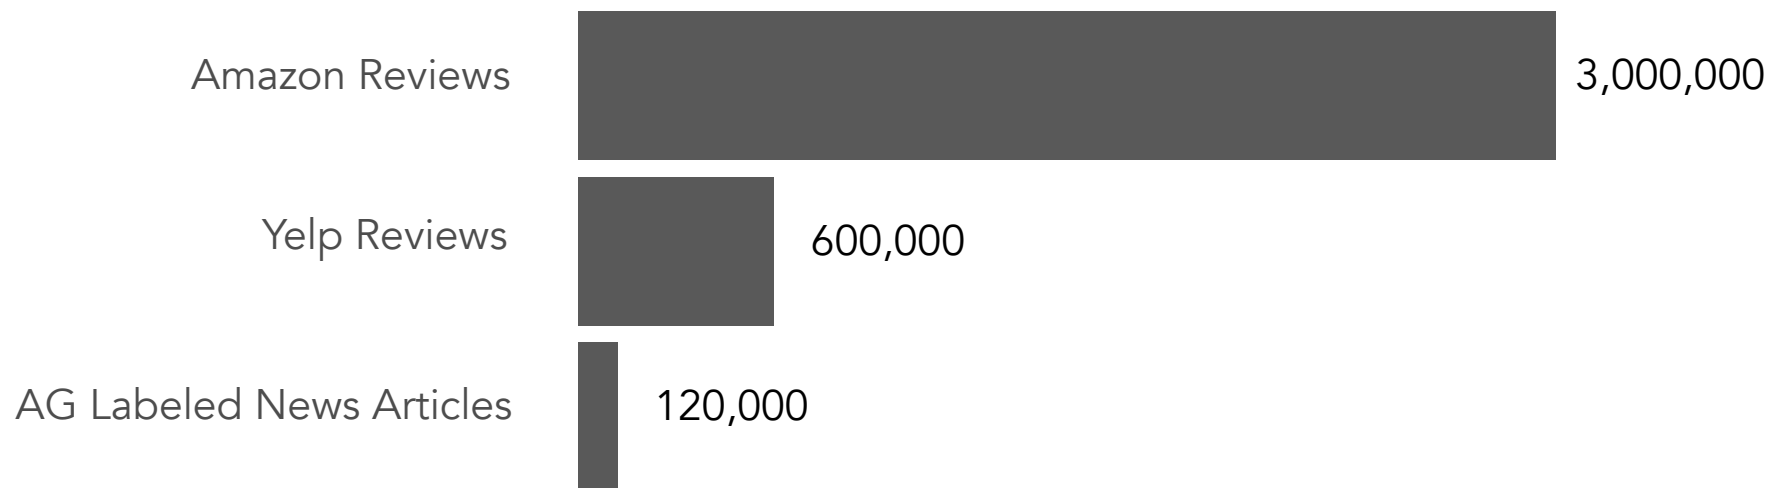 Amazon Reviews 3,000,000
Yelp Reviews 600,000
AG Labeled News Articles 120,000